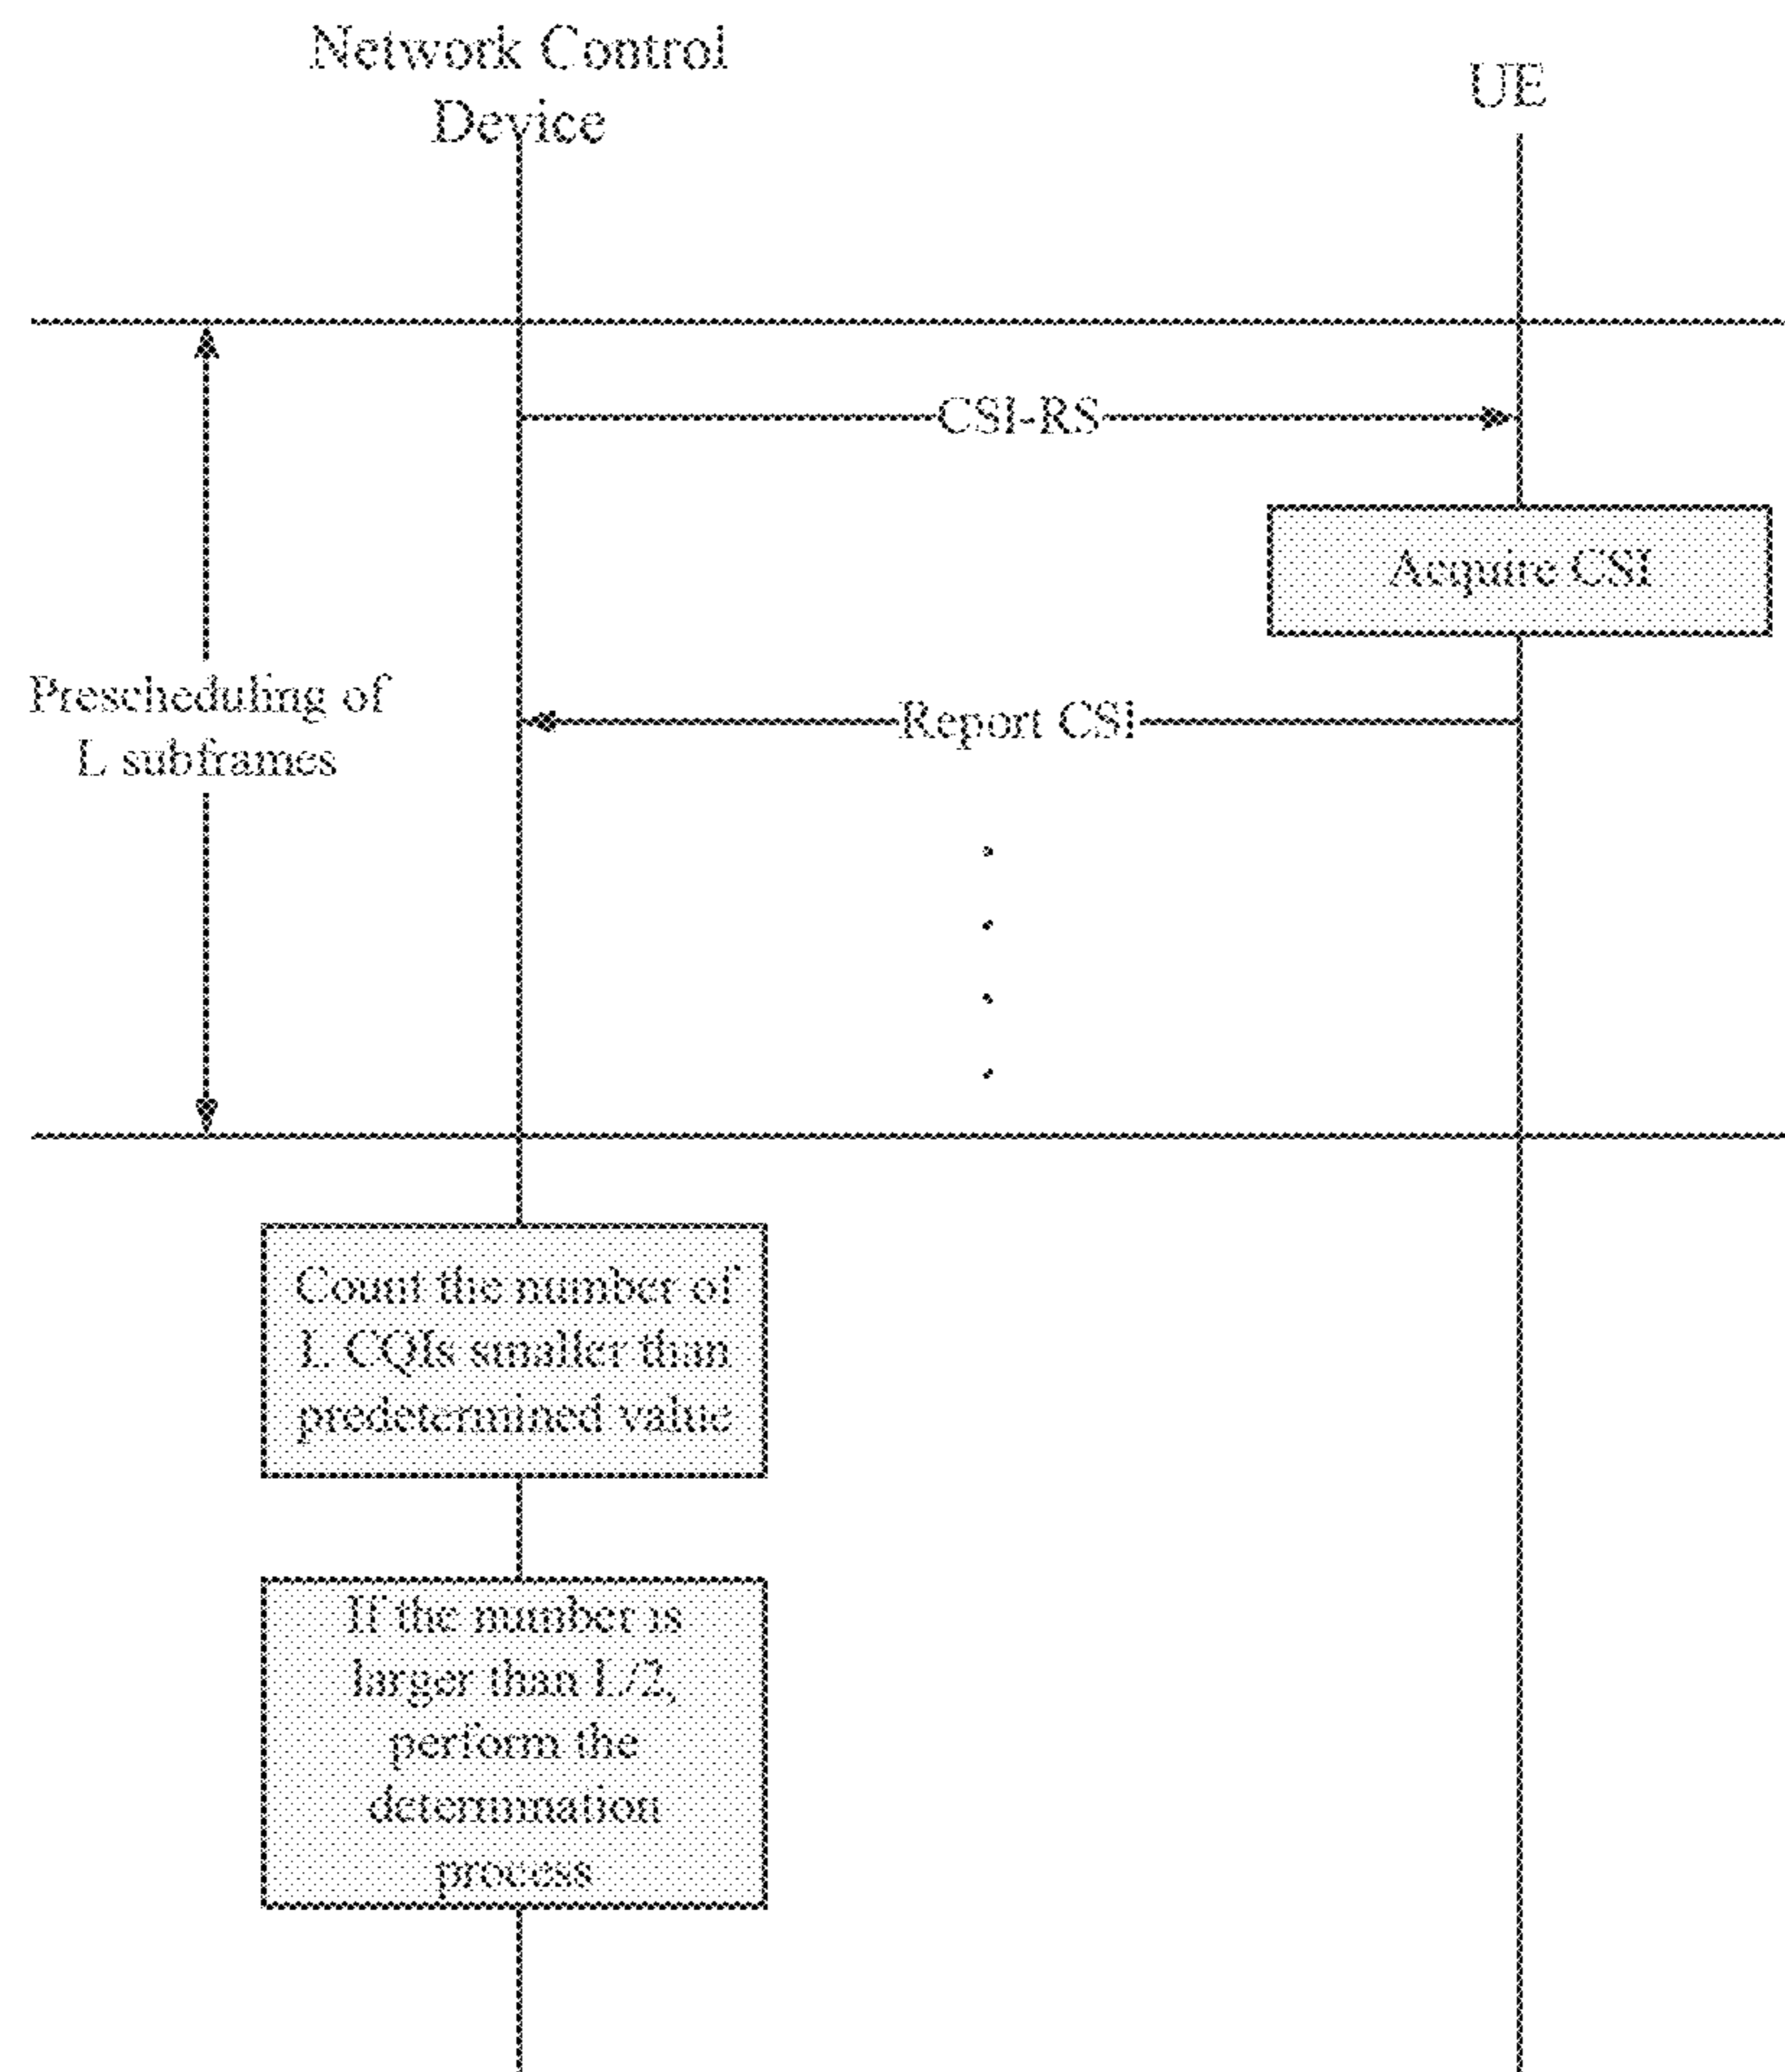 Network Control
Device
UE
CSI-RS
Acquire CSI
Prescheduling of
L subframes
Report CSI
Count the number of
L CQIs smaller than
predetermined value
If the number is
larger than L/2,
perform the
determination
process